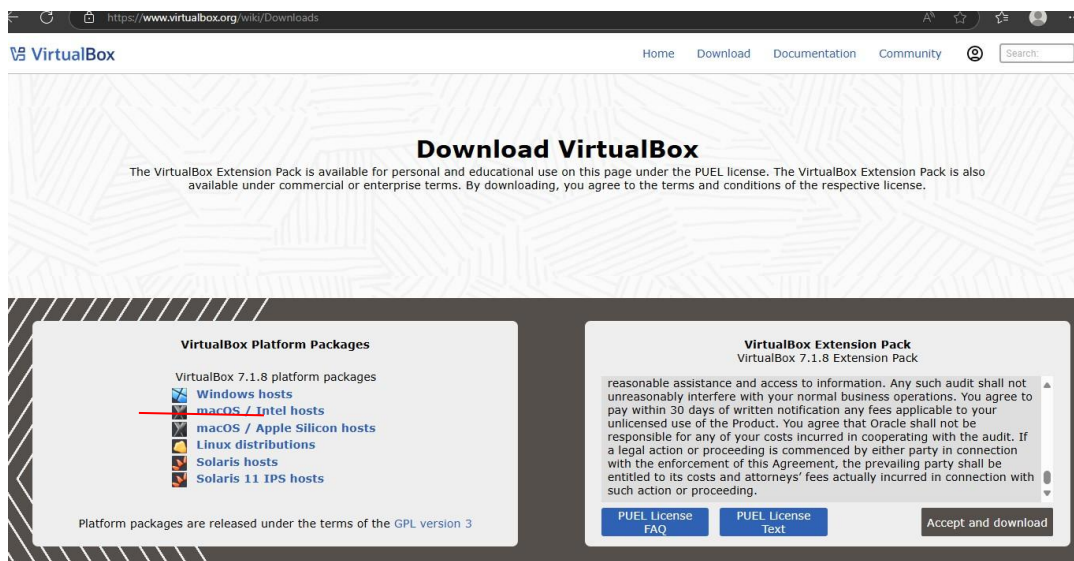 https://www.virtualbox.org/wiki/Downloads
VirtualBox
Home Download Documentation Community Search:
Download VirtualBox
The VirtualBox Extension Pack is available for personal and educational use on this page under the PUEL license. The VirtualBox Extension Pack is also
available under commercial or enterprise terms. By downloading, you agree to the terms and conditions of the respective license.
VirtualBox Platform Packages
VirtualBox 7.1.8 platform packages
Windows hosts
macOS / Intel hosts
macOS / Apple Silicon hosts
Linux distributions
Solaris hosts
Solaris 11 IPS hosts
Platform packages are released under the terms of the GPL version 3
VirtualBox Extension Pack
VirtualBox 7.1.8 Extension Pack
reasonable assistance and access to information. Any such audit shall not
unreasonably interfere with your normal business operations. You agree to
pay within 30 days of written notification any fees applicable to your
unlicensed use of the Product. You agree that Oracle shall not be
responsible for any of your costs incurred in cooperating with the audit. If
a legal action or proceeding is commenced by either party in connection
with the enforcement of this Agreement, the prevailing party shall be
entitled to its costs and attorneys' fees actually incurred in connection with
such action or proceeding.
PUEL License
FAQ
PUEL License
Text
Accept and download